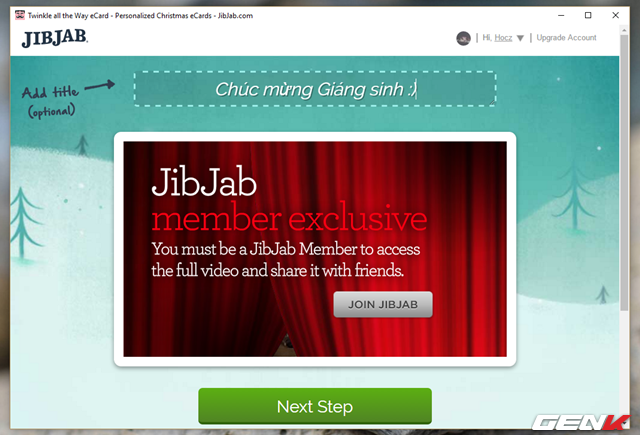 Twinkle all the Way eCard - Personalized Christmas eCards - JibJab.com
JIBJAB.
Hi, Hocz
Upgrade Account
Add title
(optional)
Chúc mừng Giáng sinh :)
JibJab
member exclusive
You must be a JibJab Member to access
the full video and share it with friends.
JOIN JIBJAB
Next Step
GENK